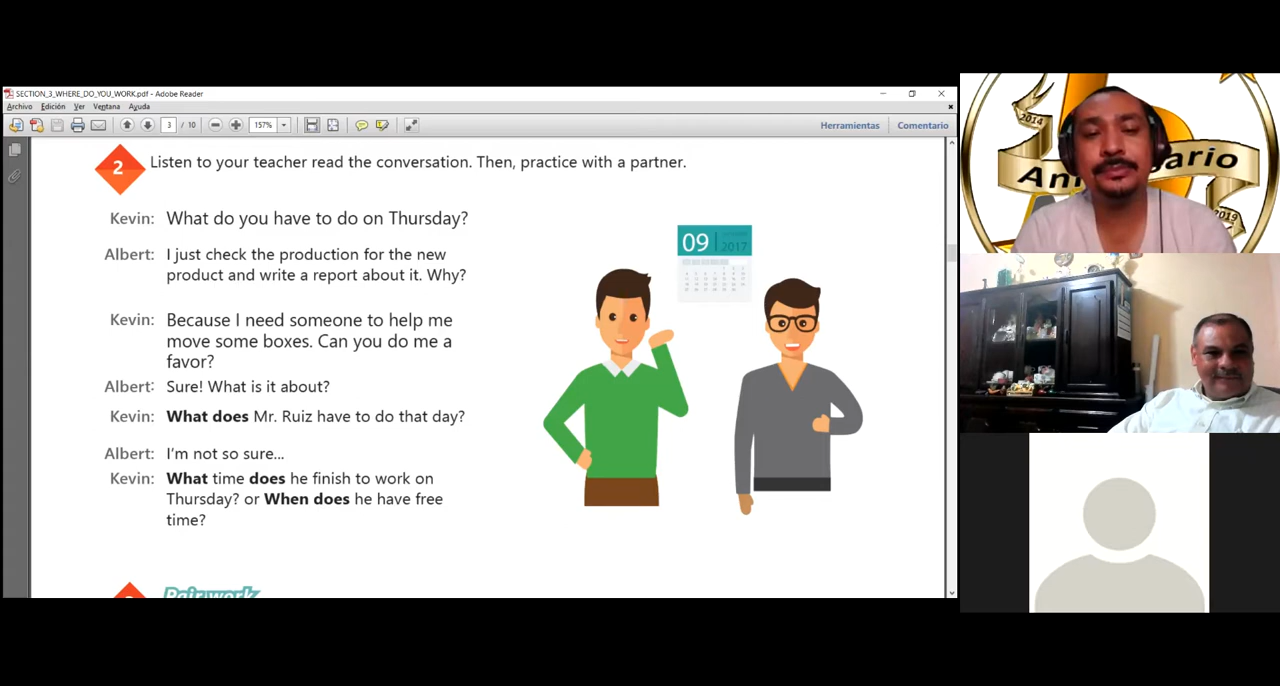 SECTION_3_WHERE_DO_YOU_WORK.pdf - Adobe Reader
Archivo Edición Ver Ventana Ayuda
3 / 10 157% Herramientas Comentario
2 Listen to your teacher read the conversation. Then, practice with a partner.
Kevin: What do you have to do on Thursday?
Albert: I just check the production for the new
product and write a report about it. Why?
Kevin: Because I need someone to help me
move some boxes. Can you do me a
favor?
Albert: Sure! What is it about?
Kevin: What does Mr. Ruiz have to do that day?
Albert: I'm not so sure...
Kevin: What time does he finish to work on
Thursday? or When does he have free
time?
Pair work
09
2017
2014
2019